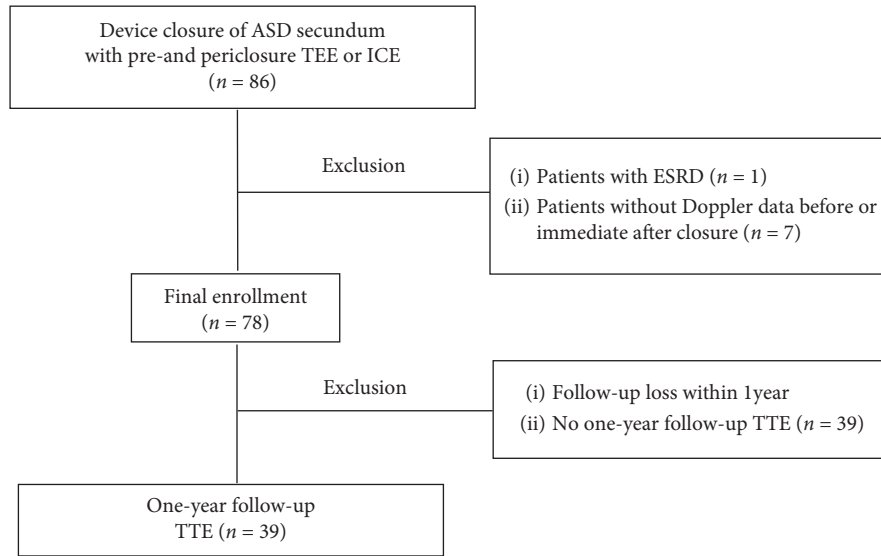 Device closure of ASD secundum
with pre-and periclosure TEE or ICE
(n = 86)
Exclusion
(i) Patients with ESRD (n = 1)
(ii) Patients without Doppler data before or
immediate after closure (n = 7)
Final enrollment
(n = 78)
Exclusion
(i) Follow-up loss within 1year
(ii) No one-year follow-up TTE (n = 39)
One-year follow-up
TTE (n = 39)